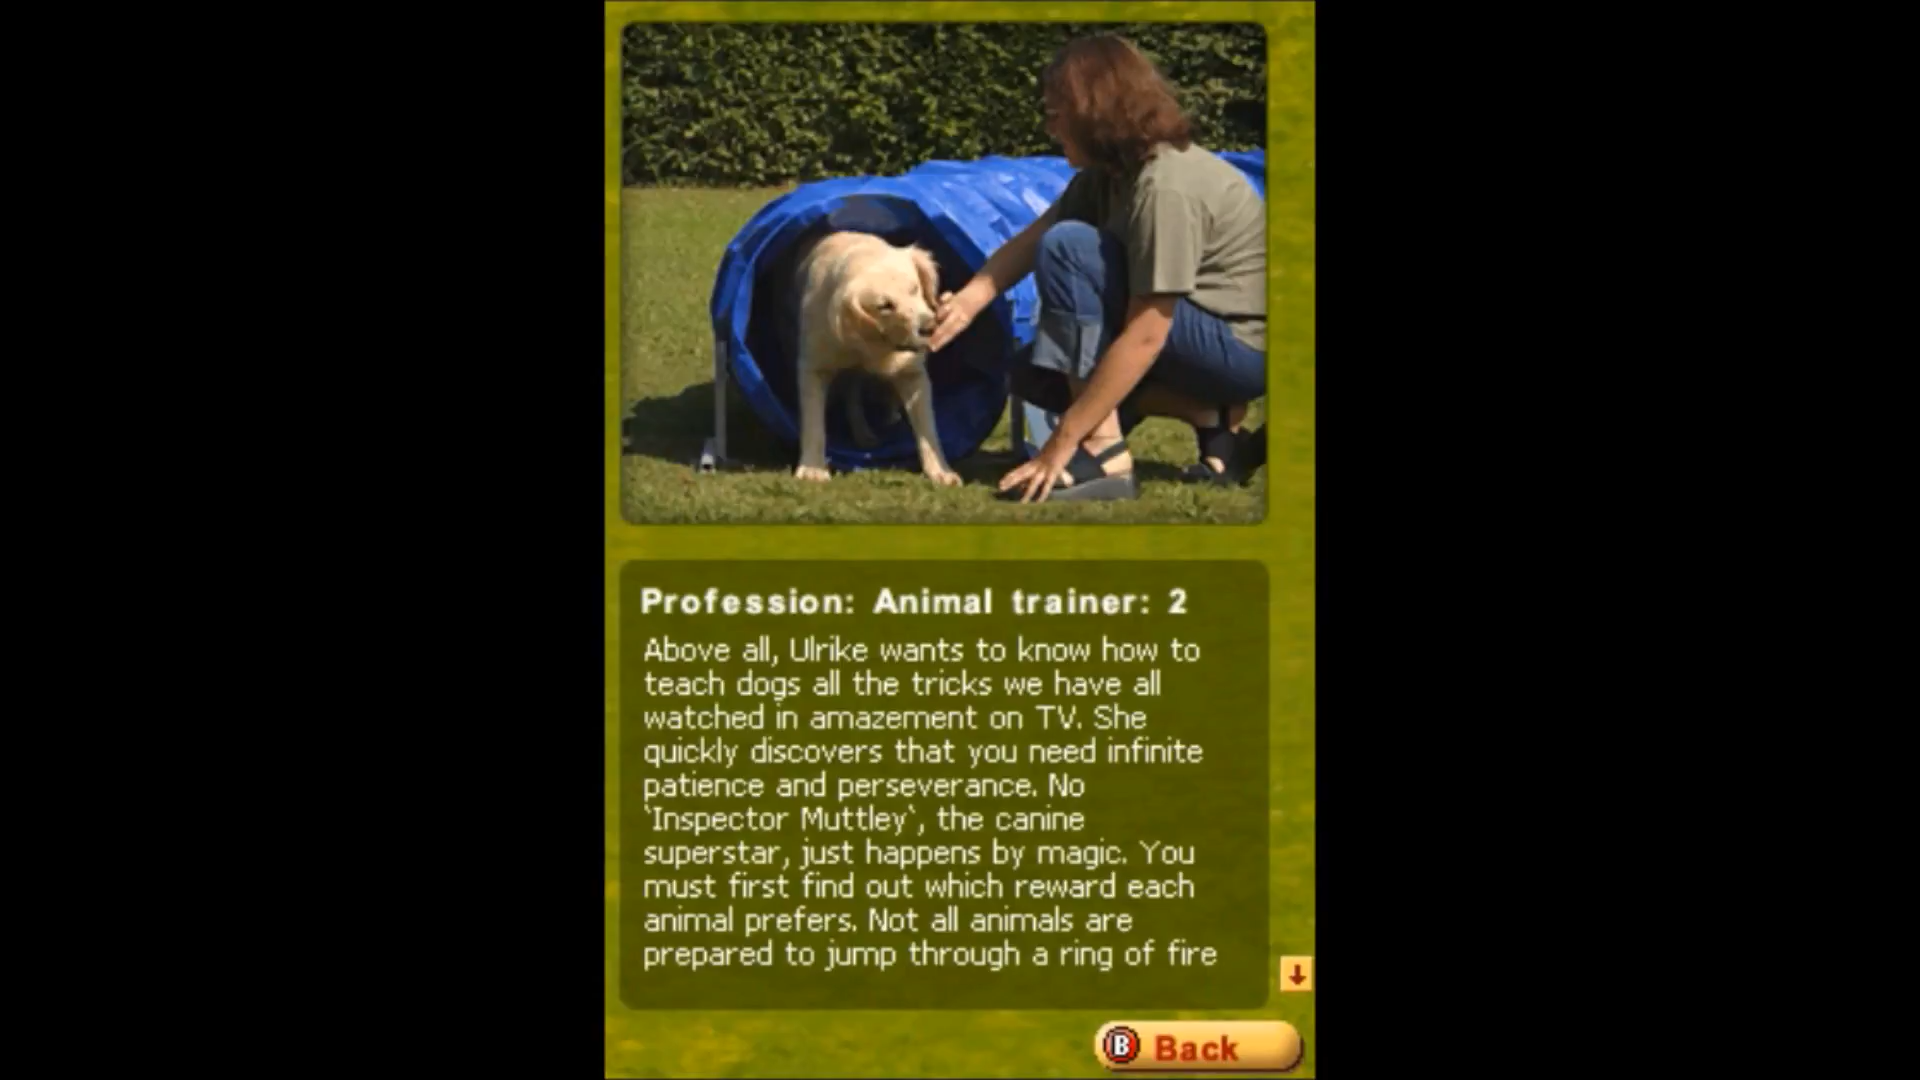 Profession: Animal trainer: 2
Above all, Ulrike wants to know how to
teach dogs all the tricks we have all
watched in amazement on TV. She
quickly discovers that you need infinite
patience and perseverance. No
`Inspector Muttley`, the canine
superstar, just happens by magic. You
must first find out which reward each
animal prefers. Not all animals are
prepared to jump through a ring of fire
B Back